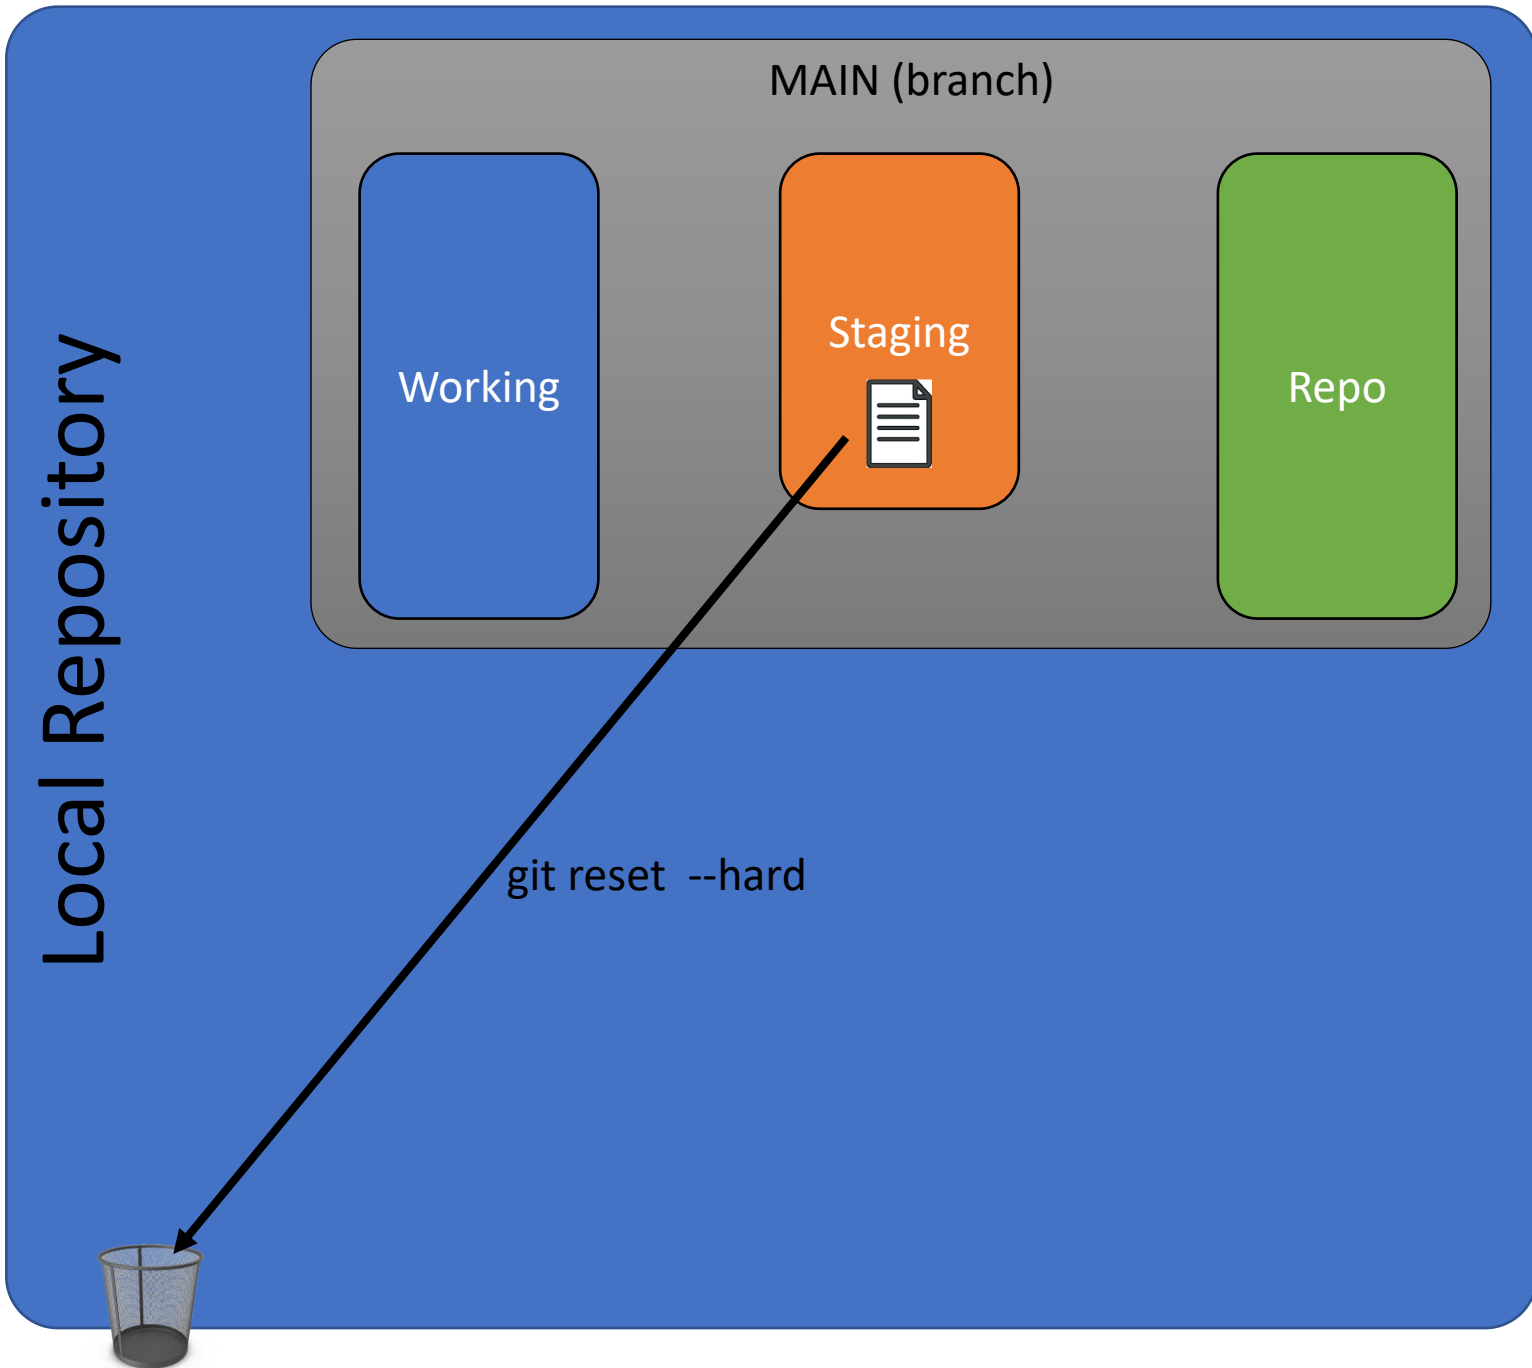 MAIN (branch)
Working
Staging
Repo
Local Repository
git reset  --hard